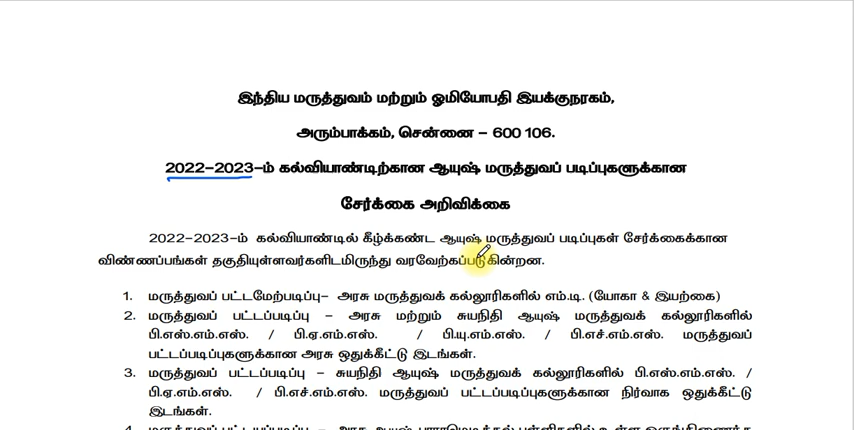 இந்திய மருத்துவம் மற்றும் ஓமியோபதி இயக்குநரகம்,
அரும்பாக்கம், சென்னை – 600 106.
2022–2023–ம் கல்வியாண்டிற்கான ஆயுஷ் மருத்துவப் படிப்புகளுக்கான
சேர்க்கை அறிவிக்கை
2022–2023–ம் கல்வியாண்டில் கீழ்க்கண்ட ஆயுஷ் மருத்துவப் படிப்புகள் சேர்க்கைக்கான
விண்ணப்பங்கள் தகுதியுள்ளவர்களிடமிருந்து வரவேற்கப்படுகின்றன.
1. மருத்துவப் பட்டமேற்படிப்பு– அரசு மருத்துவக் கல்லூரிகளில் எம்.டி. (யோகா & இயற்கை)
2. மருத்துவப் பட்டப்படிப்பு – அரசு மற்றும் சுயநிதி ஆயுஷ் மருத்துவக் கல்லூரிகளில்
பி.எஸ்.எம்.எஸ். / பி.ஏ.எம்.எஸ். / பி.யு.எம்.எஸ். / பி.எச்.எம்.எஸ். மருத்துவப்
பட்டப்படிப்புகளுக்கான அரசு ஒதுக்கீட்டு இடங்கள்.
3. மருத்துவப் பட்டப்படிப்பு – சுயநிதி ஆயுஷ் மருத்துவக் கல்லூரிகளில் பி.எஸ்.எம்.எஸ். /
பி.ஏ.எம்.எஸ். / பி.எச்.எம்.எஸ். மருத்துவப் பட்டப்படிப்புகளுக்கான நிர்வாக ஒதுக்கீட்டு
இடங்கள்.